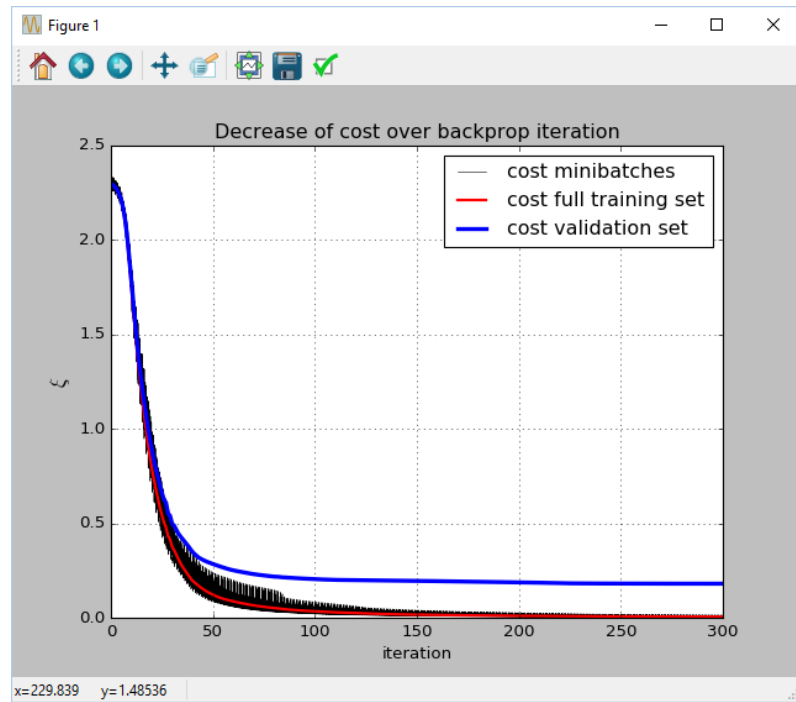 Figure 1
Decrease of cost over backprop iteration
2.5
2.0
1.5
1.0
0.5
0.0
ξ
cost minibatches
cost full training set
cost validation set
0 50 100 150 200 250 300
iteration
x=229.839 y=1.48536